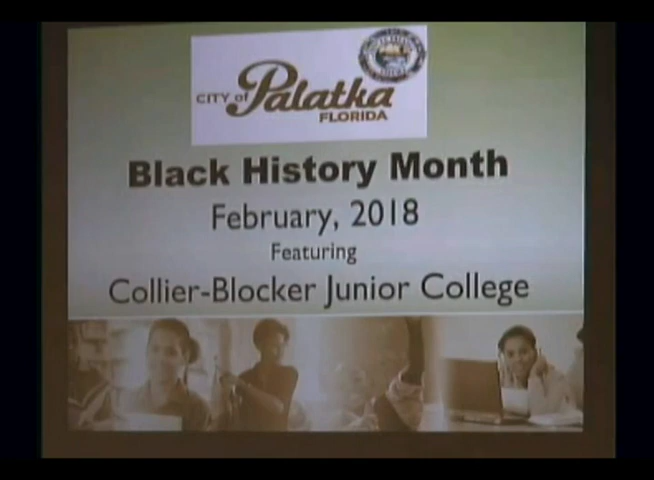 CITY of Palatka
FLORIDA
Black History Month
February, 2018
Featuring
Collier-Blocker Junior College